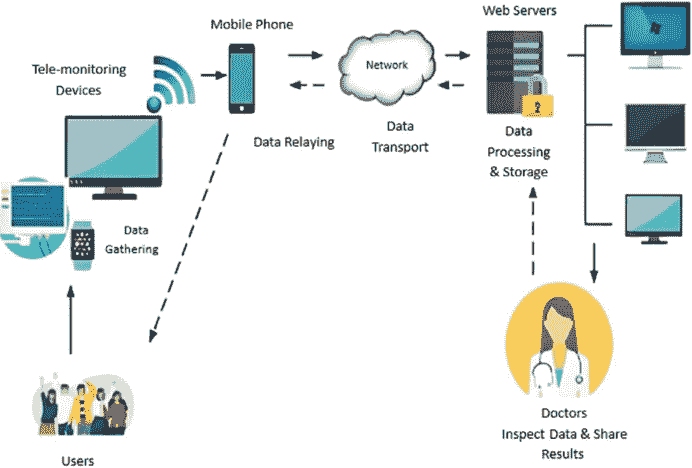 Mobile Phone
Web Servers
Tele-monitoring
Devices
Network
Data Relaying
Data
Transport
Data
Processing
& Storage
Data
Gathering
Users
Doctors
Inspect Data & Share
Results